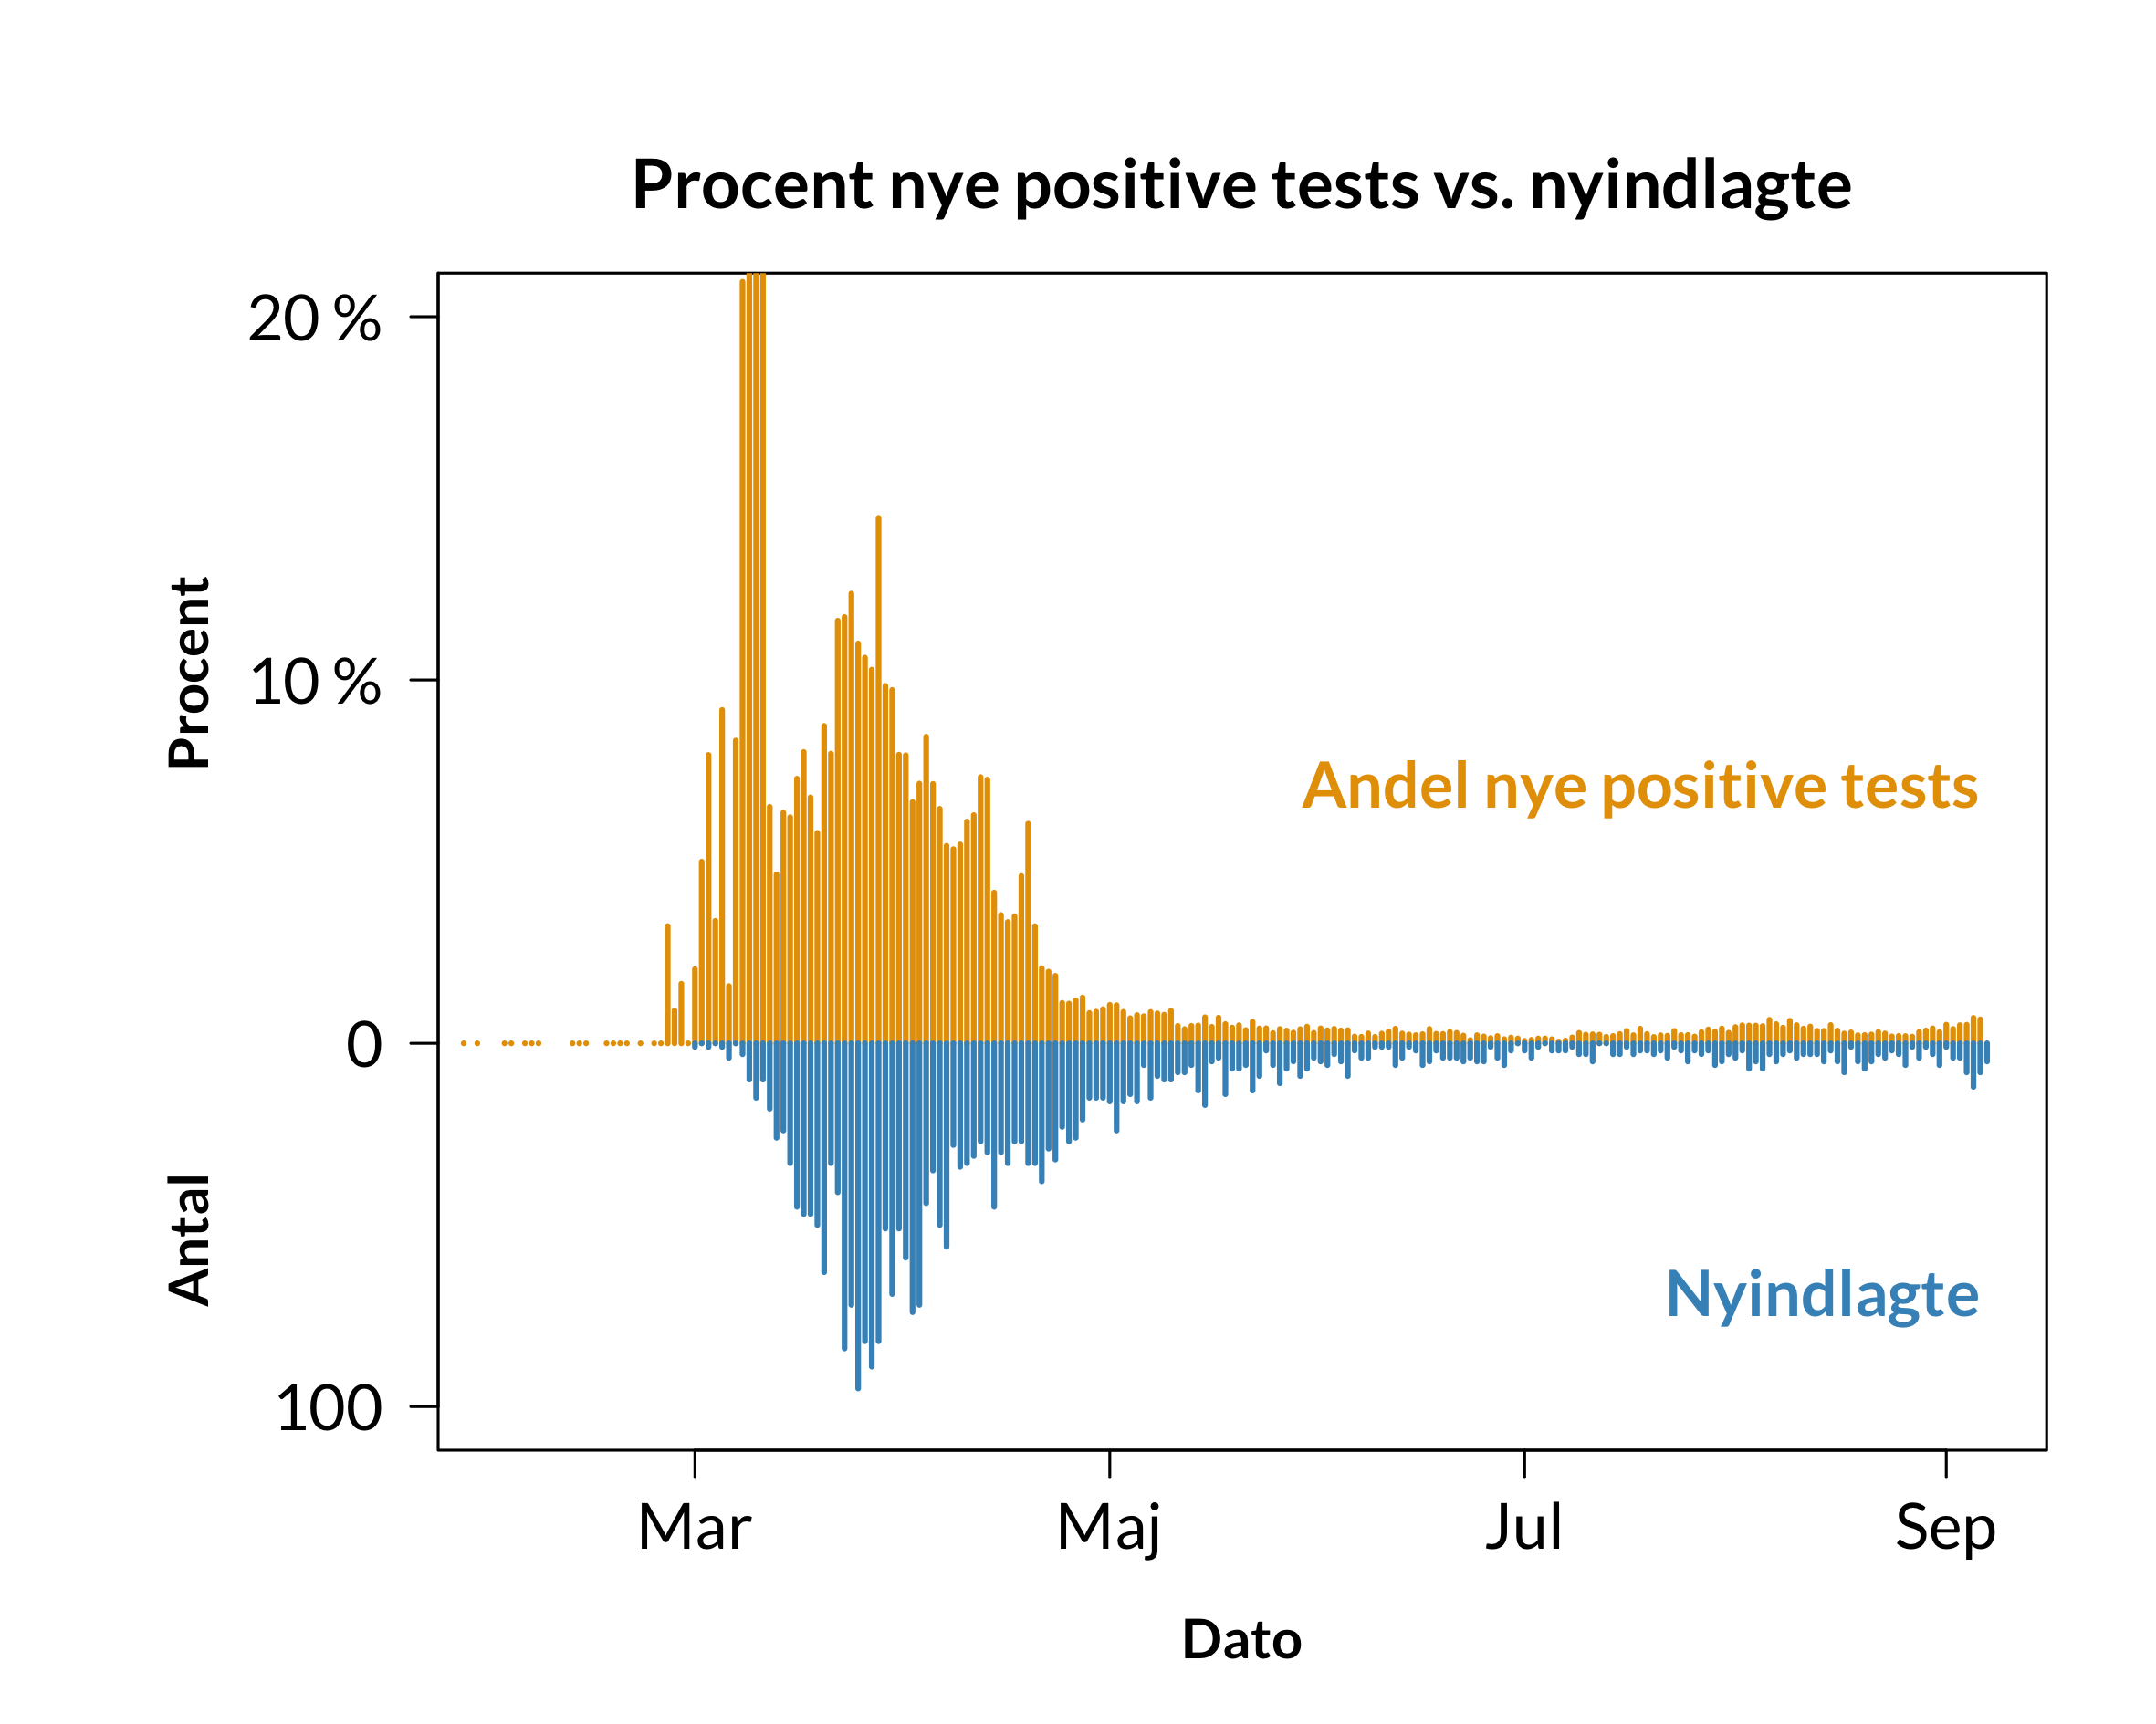 Procent nye positive tests vs. nyindlagte
20 %
10 %
0
100
Procent
Antal
Andel nye positive tests
Nyindlagte
Mar
Maj
Jul
Sep
Dato